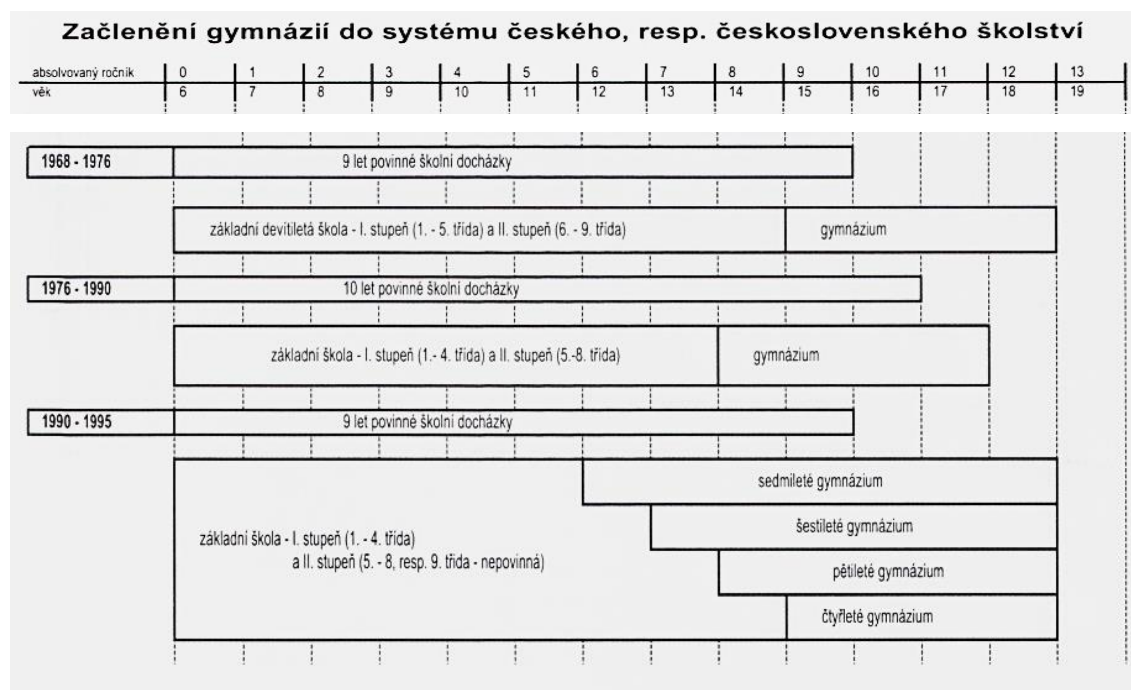 Začlenění gymnázií do systému českého, resp. československého školství
absolvovaný ročník 0 1 2 3 4 5 6 7 8 9 10 11 12 13
věk 6 7 8 9 10 11 12 13 14 15 16 17 18 19
1968 - 1976 9 let povinné školní docházky
základní devítiletá škola - I. stupeň (1. - 5. třída) a II. stupeň (6. - 9. třída) gymnázium
1976 - 1990 10 let povinné školní docházky
základní škola - I. stupeň (1.- 4. třída) a II. stupeň (5.-8. třída) gymnázium
1990 - 1995 9 let povinné školní docházky
sedmileté gymnázium
šestileté gymnázium
základní škola - I. stupeň (1. - 4. třída)
a II. stupeň (5. - 8, resp. 9. třída - nepovinná)
pětileté gymnázium
čtyřleté gymnázium